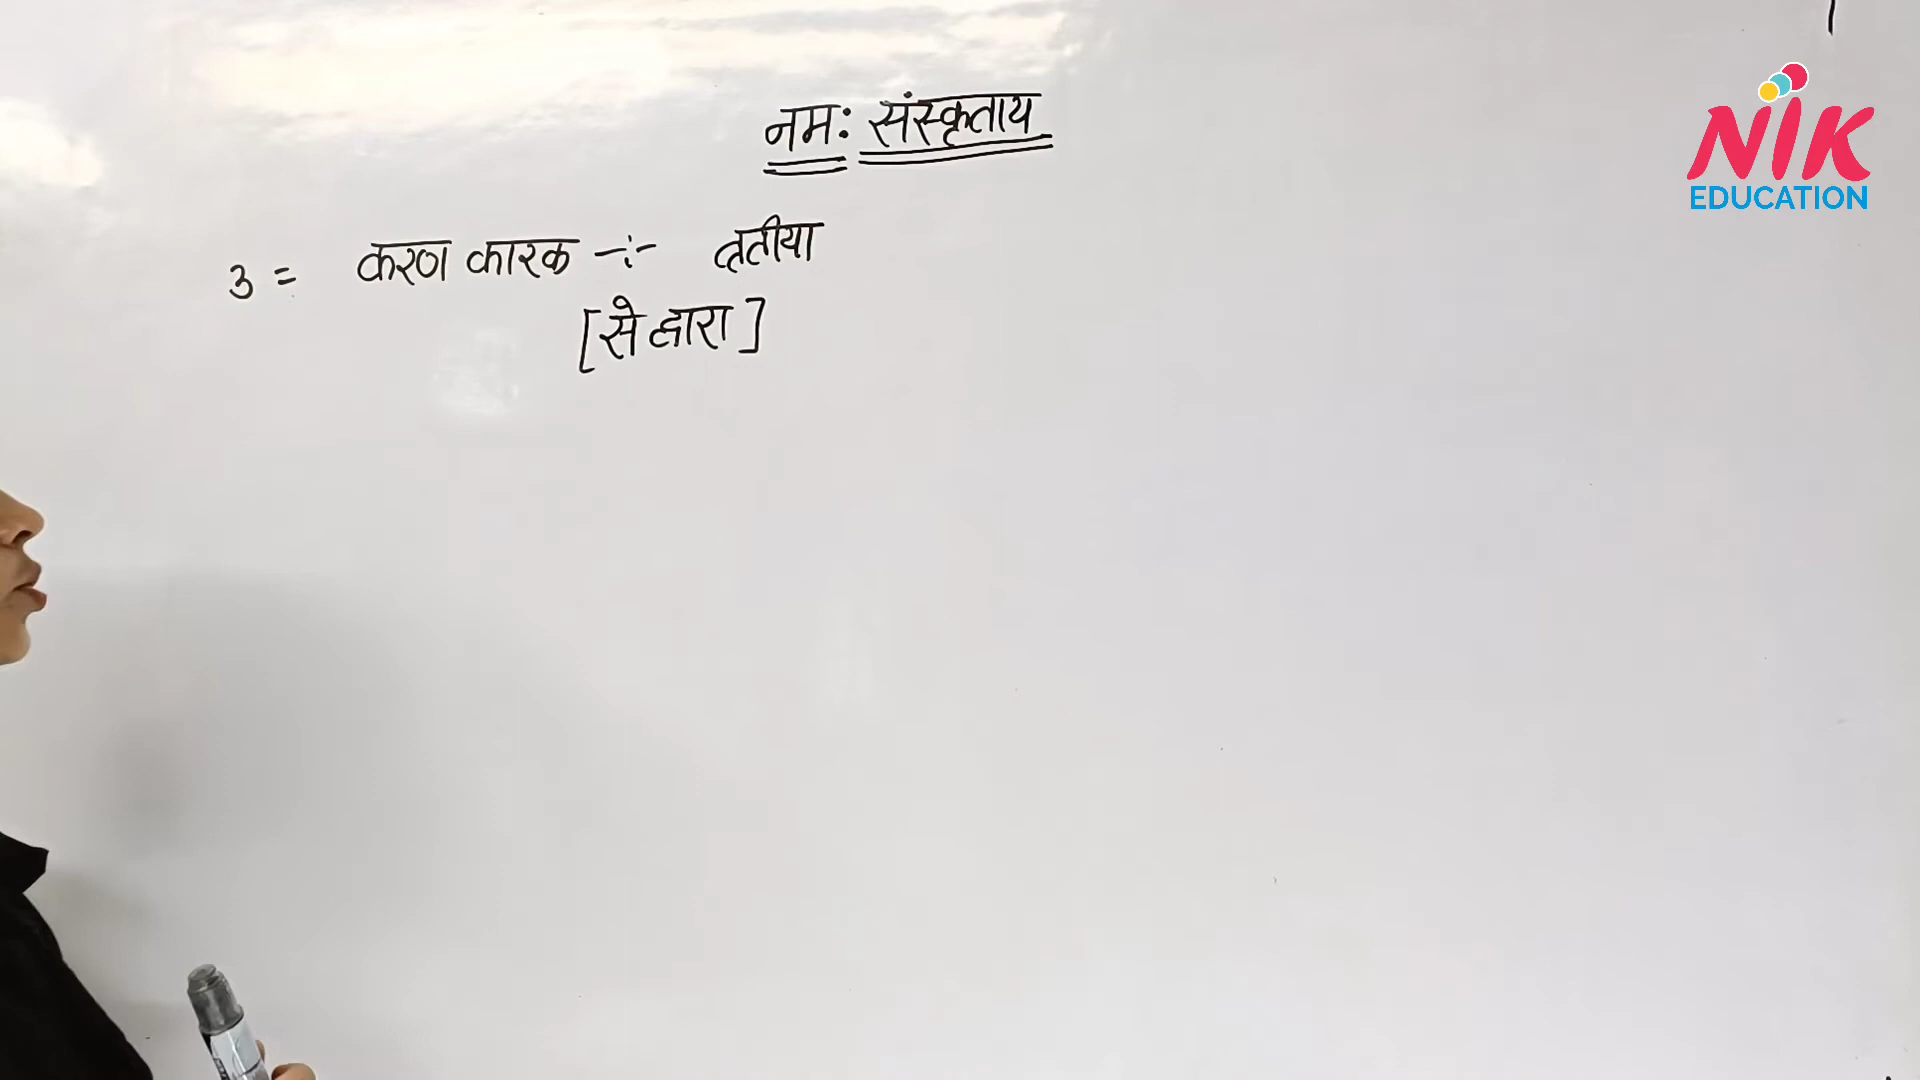 नमः संस्कृताय
NIK
EDUCATION
3 = करण कारक -:- तृतीया
[से द्वारा]